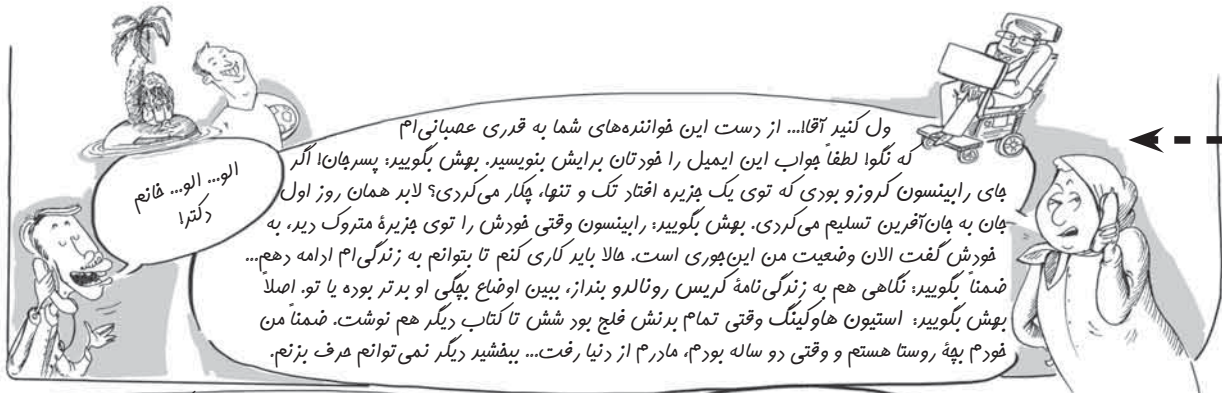 الو... الو... خانم
دکتر!
ول کنید آقا!... از دست این خواننده‌های شما به قدری عصبانی‌ام
که نگو! لطفاً جواب این ایمیل را خودتان برایش بنویسید. بهش بگویید: پسرجان! اگر
جای رابینسون کروزو بودی که توی یک جزیره افتاد تک و تنها، چکار می‌کردی؟ لابد همان روز اول
جان به جان‌آفرین تسلیم می‌کردی. بهش بگویید: رابینسون وقتی خودش را توی جزیرهٔ متروک دید، به
خودش گفت الان وضعیت من این‌جوری است. حالا باید کاری کنم تا بتوانم به زندگی‌ام ادامه دهم...
ضمناً بگویید: نگاهی هم به زندگی‌نامهٔ کریس رونالدو بنداز، ببین اوضاع بچگی او بدتر بوده یا تو. اصلاً
بهش بگویید: استیون هاوکینگ وقتی تمام بدنش فلج بود شش تا کتاب دیگر هم نوشت. ضمناً من
خودم بچهٔ روستا هستم و وقتی دو ساله بودم، مادرم از دنیا رفت... ببخشید دیگر نمی‌توانم حرف بزنم.